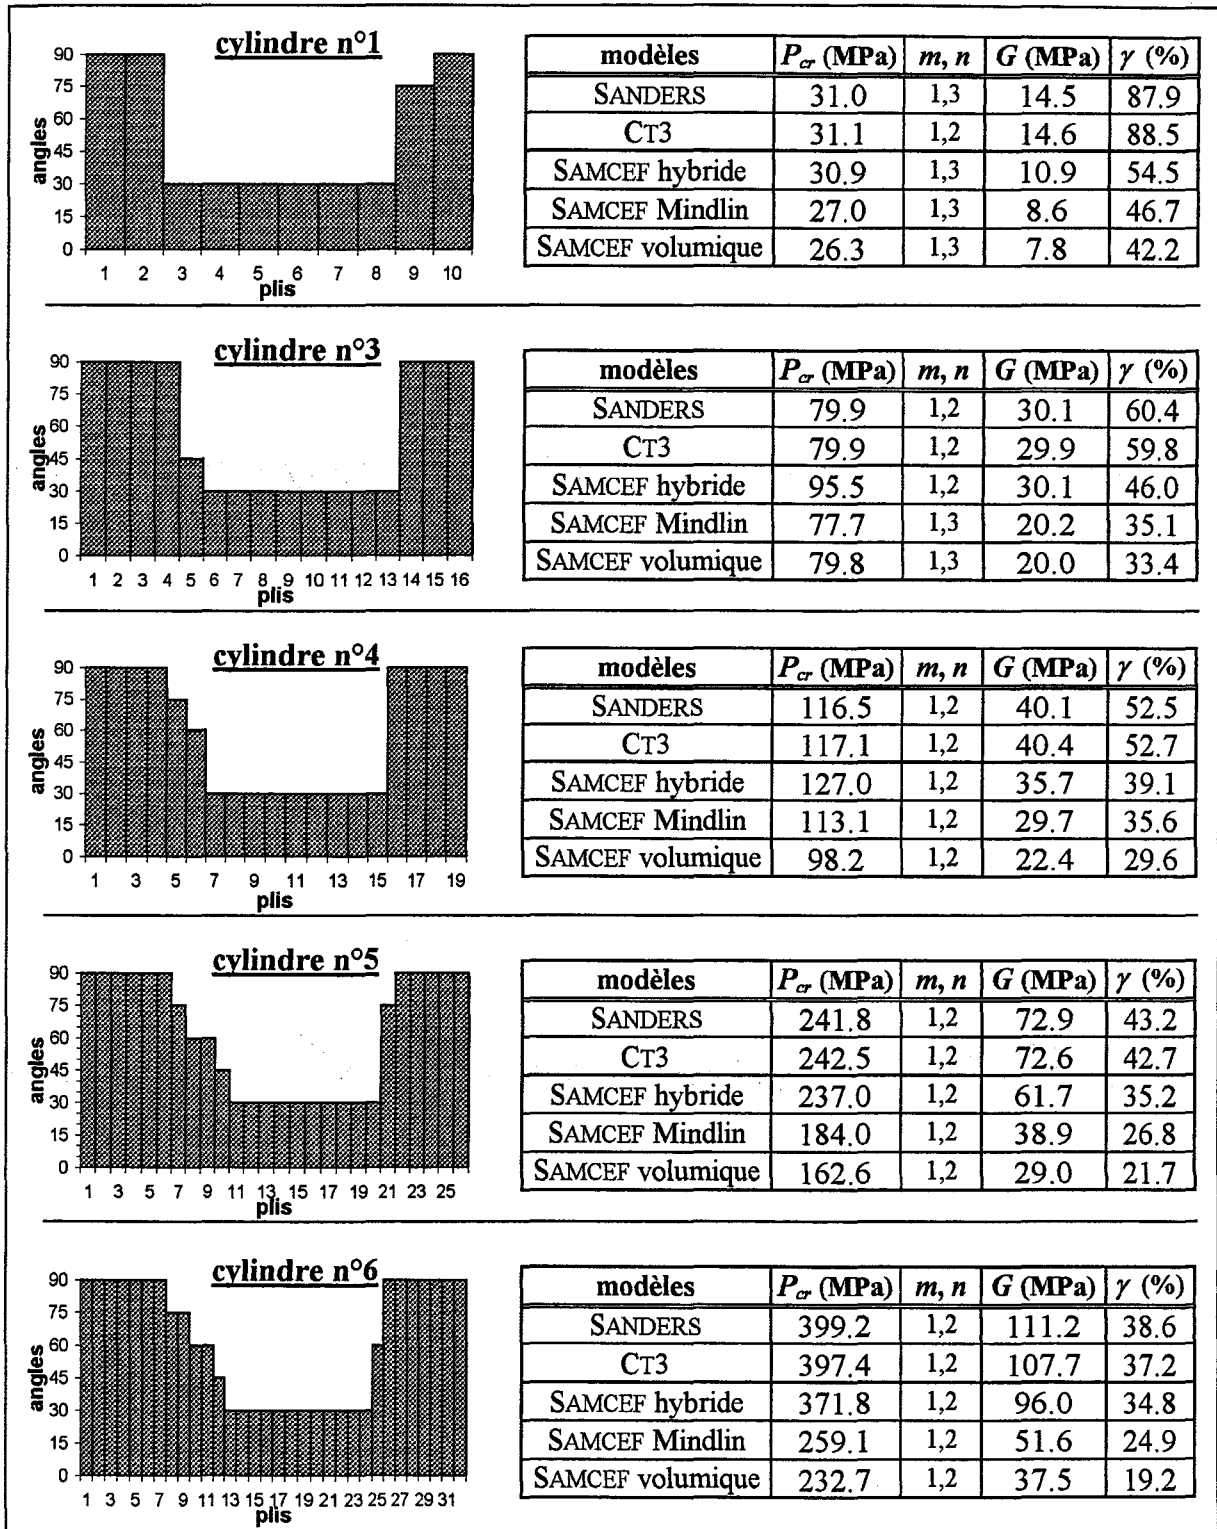 cylindre n°1
90
75
60
45
30
15
0
angles
1 2 3 4 5 6 7 8 9 10
plis
modèles P_cr (MPa) m, n G (MPa) γ (%)
SANDERS 31.0 1,3 14.5 87.9
CT3 31.1 1,2 14.6 88.5
SAMCEF hybride 30.9 1,3 10.9 54.5
SAMCEF Mindlin 27.0 1,3 8.6 46.7
SAMCEF volumique 26.3 1,3 7.8 42.2
cylindre n°3
90
75
60
45
30
15
0
angles
1 2 3 4 5 6 7 8 9 10 11 12 13 14 15 16
plis
modèles P_cr (MPa) m, n G (MPa) γ (%)
SANDERS 79.9 1,2 30.1 60.4
CT3 79.9 1,2 29.9 59.8
SAMCEF hybride 95.5 1,2 30.1 46.0
SAMCEF Mindlin 77.7 1,3 20.2 35.1
SAMCEF volumique 79.8 1,3 20.0 33.4
cylindre n°4
90
75
60
45
30
15
0
angles
1 3 5 7 9 11 13 15 17 19
plis
modèles P_cr (MPa) m, n G (MPa) γ (%)
SANDERS 116.5 1,2 40.1 52.5
CT3 117.1 1,2 40.4 52.7
SAMCEF hybride 127.0 1,2 35.7 39.1
SAMCEF Mindlin 113.1 1,2 29.7 35.6
SAMCEF volumique 98.2 1,2 22.4 29.6
cylindre n°5
90
75
60
45
30
15
0
angles
1 3 5 7 9 11 13 15 17 19 21 23 25
plis
modèles P_cr (MPa) m, n G (MPa) γ (%)
SANDERS 241.8 1,2 72.9 43.2
CT3 242.5 1,2 72.6 42.7
SAMCEF hybride 237.0 1,2 61.7 35.2
SAMCEF Mindlin 184.0 1,2 38.9 26.8
SAMCEF volumique 162.6 1,2 29.0 21.7
cylindre n°6
90
75
60
45
30
15
0
angles
1 3 5 7 9 11 13 15 17 19 21 23 25 27 29 31
plis
modèles P_cr (MPa) m, n G (MPa) γ (%)
SANDERS 399.2 1,2 111.2 38.6
CT3 397.4 1,2 107.7 37.2
SAMCEF hybride 371.8 1,2 96.0 34.8
SAMCEF Mindlin 259.1 1,2 51.6 24.9
SAMCEF volumique 232.7 1,2 37.5 19.2